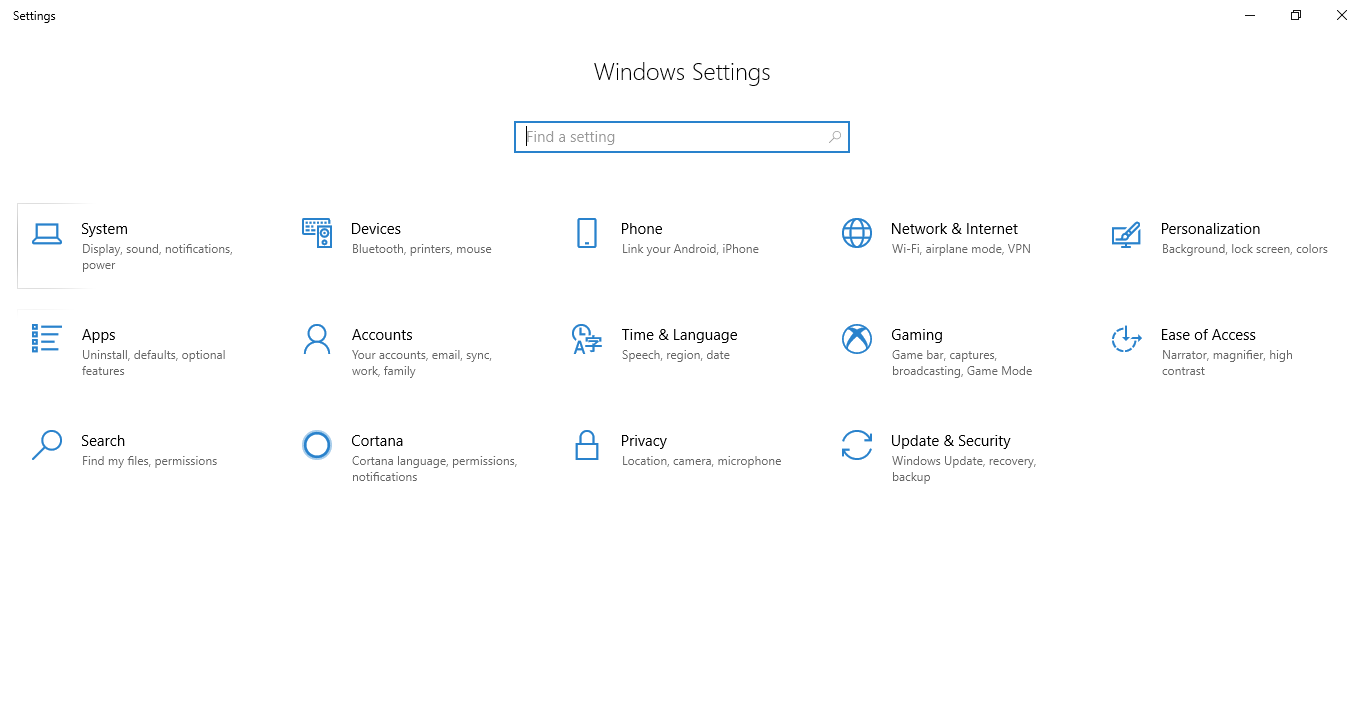 Settings
Windows Settings
Find a setting
System
Display, sound, notifications,
power
Devices
Bluetooth, printers, mouse
Phone
Link your Android, iPhone
Network & Internet
Wi-Fi, airplane mode, VPN
Personalization
Background, lock screen, colors
Apps
Uninstall, defaults, optional
features
Accounts
Your accounts, email, sync,
work, family
Time & Language
Speech, region, date
Gaming
Game bar, captures,
broadcasting, Game Mode
Ease of Access
Narrator, magnifier, high
contrast
Search
Find my files, permissions
Cortana
Cortana language, permissions,
notifications
Privacy
Location, camera, microphone
Update & Security
Windows Update, recovery,
backup